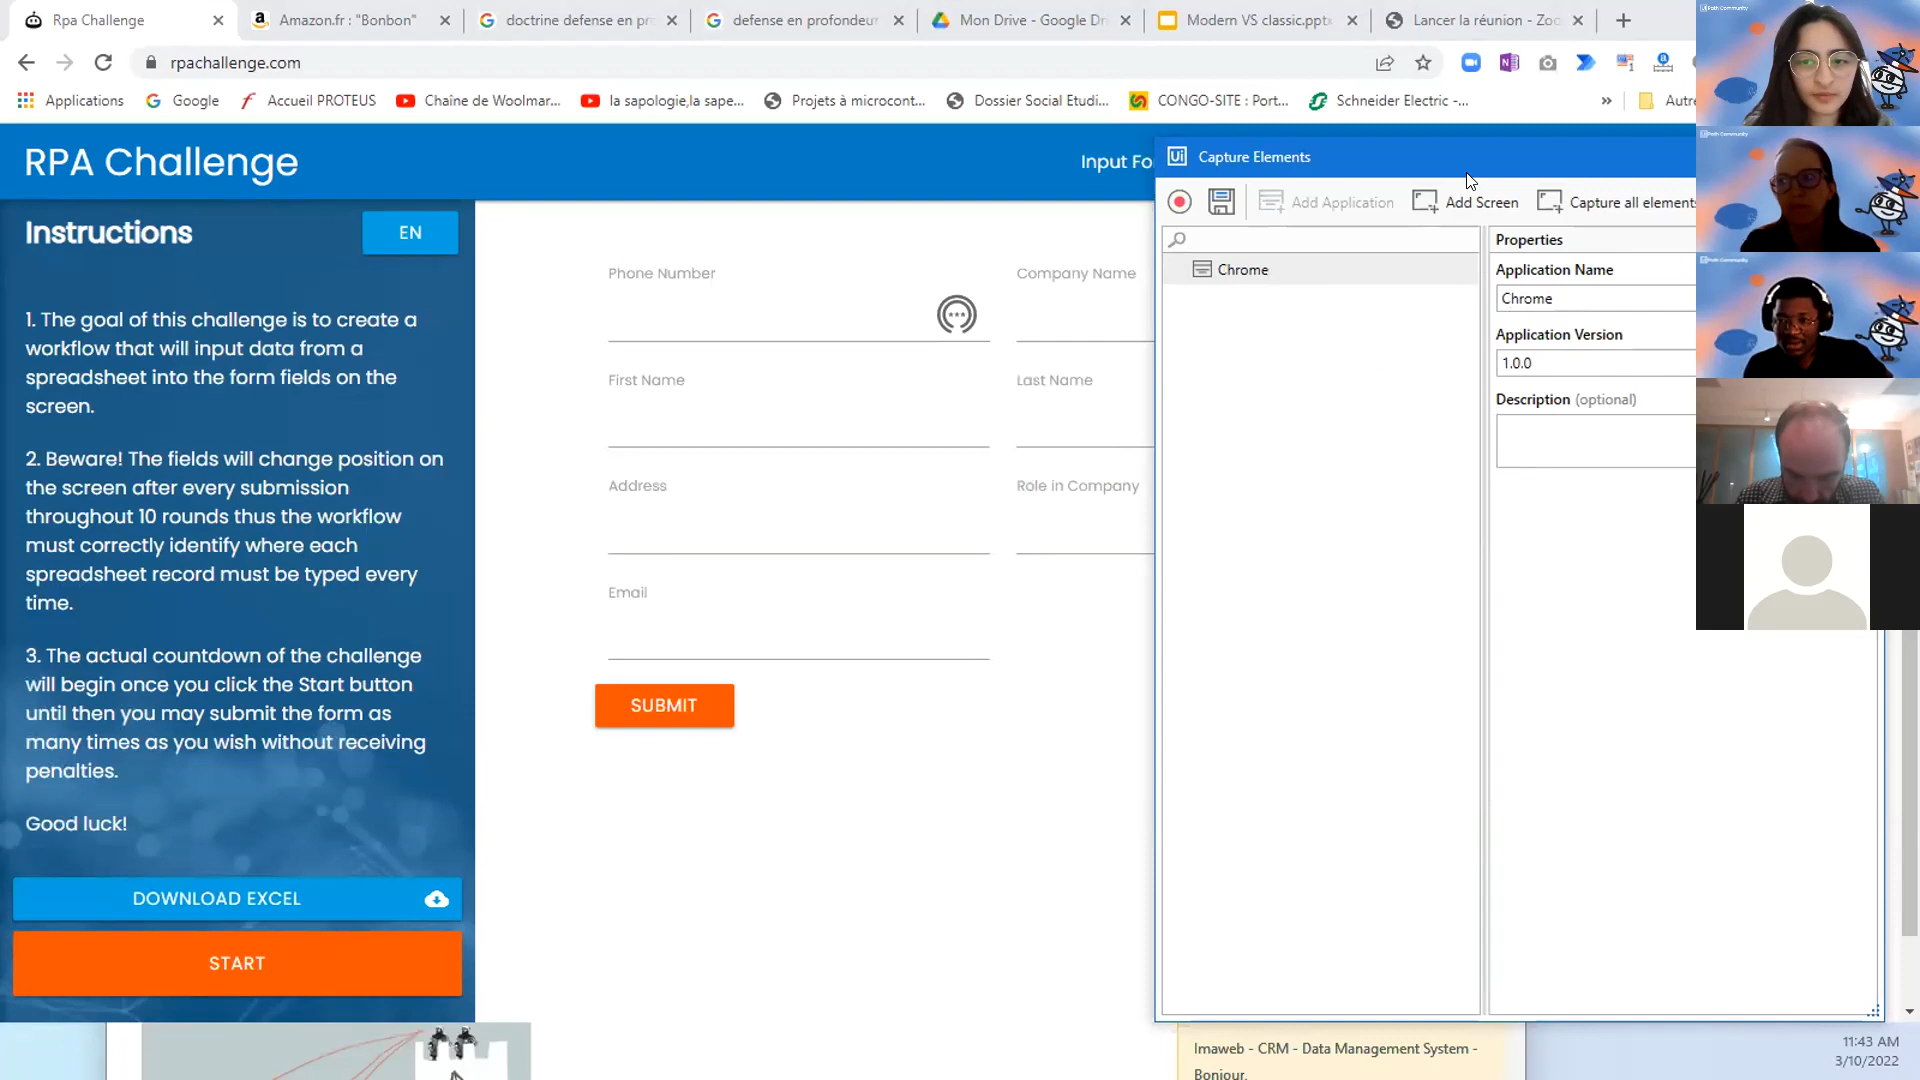 Rpa Challenge
Amazon.fr : "Bonbon"
doctrine defense en pro
defense en profondeur
Mon Drive - Google Dri
Modern VS classic.pptx
Lancer la réunion - Zoo
rpachallenge.com
Applications
Google
Accueil PROTEUS
Chaîne de Woolmar...
la sapologie,la sape...
Projets à microcont...
Dossier Social Etudi...
CONGO-SITE : Port...
Schneider Electric -...
»
Autre
RPA Challenge
Input Fo
Instructions
EN
1. The goal of this challenge is to create a
workflow that will input data from a
spreadsheet into the form fields on the
screen.
2. Beware! The fields will change position on
the screen after every submission
throughout 10 rounds thus the workflow
must correctly identify where each
spreadsheet record must be typed every
time.
3. The actual countdown of the challenge
will begin once you click the Start button
until then you may submit the form as
many times as you wish without receiving
penalties.
Good luck!
DOWNLOAD EXCEL
START
Phone Number
Company Name
First Name
Last Name
Address
Role in Company
Email
SUBMIT
Ui Capture Elements
Add Application
Add Screen
Capture all elements
Chrome
Properties
Application Name
Chrome
Application Version
1.0.0
Description (optional)
Imaweb - CRM - Data Management System -
Bonjour,
11:43 AM
3/10/2022